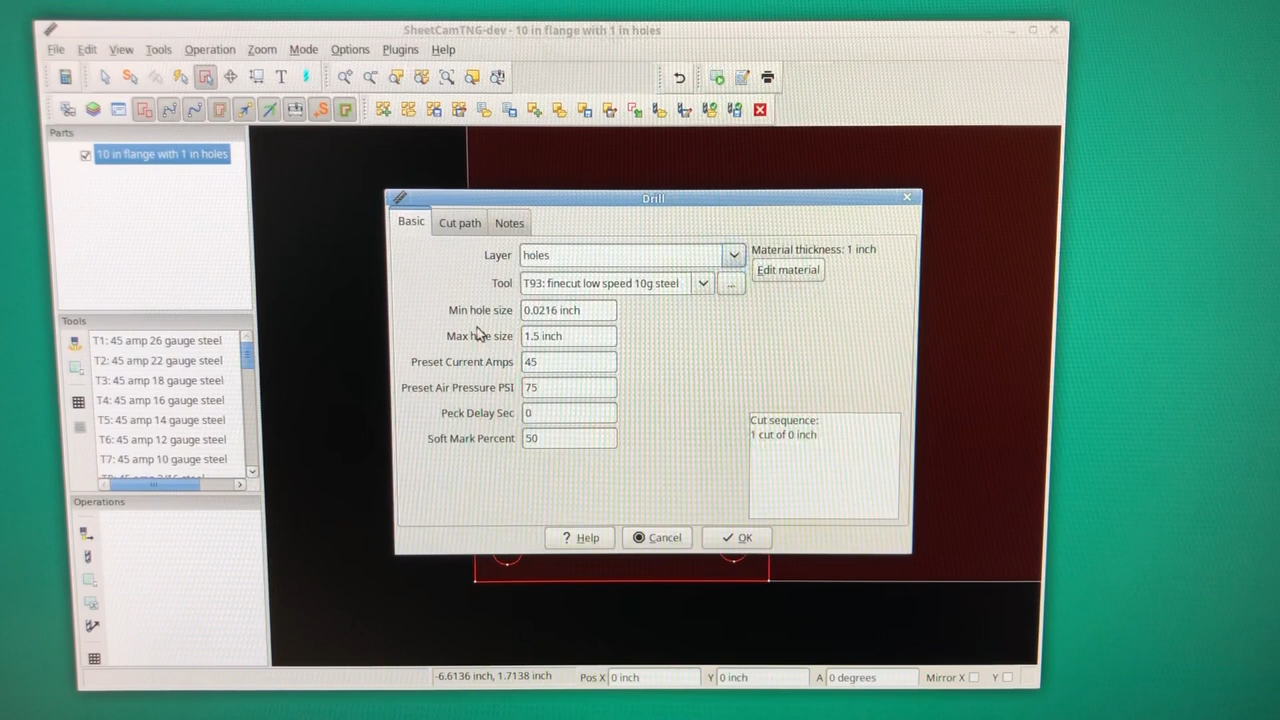 SheetCamTNG-dev - 10 in flange with 1 in holes
File Edit View Tools Operation Zoom Mode Options Plugins Help
Parts
10 in flange with 1 in holes
Drill
Basic Cut path Notes
Layer holes
Material thickness: 1 inch
Tool T93: finecut low speed 10g steel ...
Edit material
Min hole size 0.0216 inch
Max hole size 1.5 inch
Preset Current Amps 45
Preset Air Pressure PSI 75
Peck Delay Sec 0
Soft Mark Percent 50
Cut sequence:
1 cut of 0 inch
? Help Cancel OK
Tools
T1: 45 amp 26 gauge steel
T2: 45 amp 22 gauge steel
T3: 45 amp 18 gauge steel
T4: 45 amp 16 gauge steel
T5: 45 amp 14 gauge steel
T6: 45 amp 12 gauge steel
T7: 45 amp 10 gauge steel
Operations
-6.6136 inch, 1.7138 inch Pos X 0 inch Y 0 inch A 0 degrees Mirror X Y